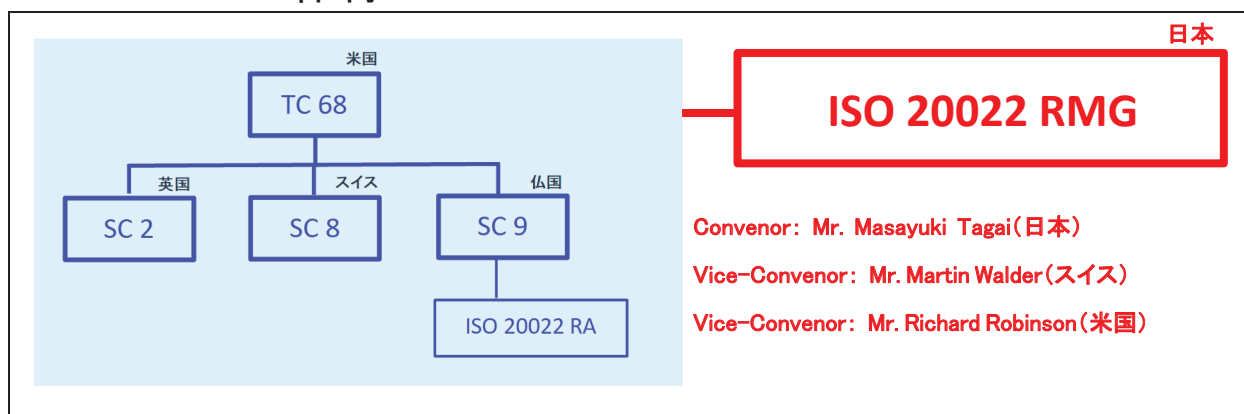 日本
米国
TC 68
ISO 20022 RMG
英国
スイス
仏国
SC 2
SC 8
SC 9
Convenor: Mr. Masayuki Tagai(日本)
Vice-Convenor: Mr. Martin Walder(スイス)
ISO 20022 RA
Vice-Convenor: Mr. Richard Robinson(米国)